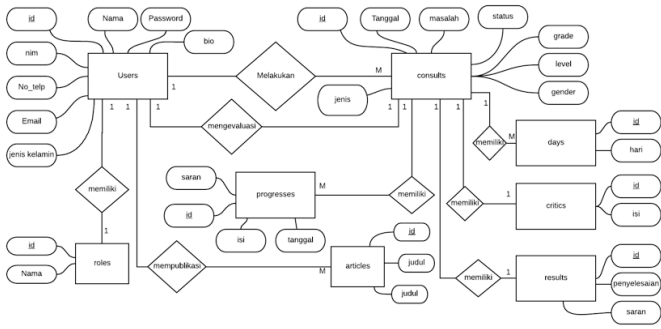 id
Nama
Password
bio
nim
No_telp
Email
jenis kelamin
Users
1
Melakukan
M
1
1
1
mengevaluasi
id
Tanggal
masalah
status
grade
level
gender
jenis
consults
1
1
1
1
1
memiliki
M
days
id
hari
memiliki
1
critics
id
isi
memiliki
1
results
id
penyelesaian
saran
memiliki
M
progresses
saran
id
isi
tanggal
memiliki
1
roles
id
Nama
mempublikasi
M
articles
id
judul
judul